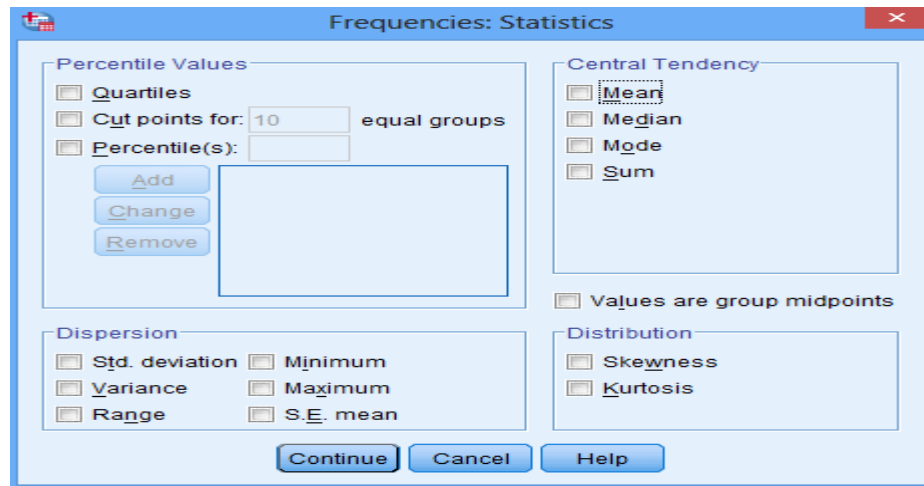 Frequencies: Statistics
Percentile Values
Quartiles
Cut points for: 10 equal groups
Percentile(s):
Add
Change
Remove
Central Tendency
Mean
Median
Mode
Sum
Values are group midpoints
Dispersion
Std. deviation Minimum
Variance Maximum
Range S.E. mean
Distribution
Skewness
Kurtosis
Continue Cancel Help